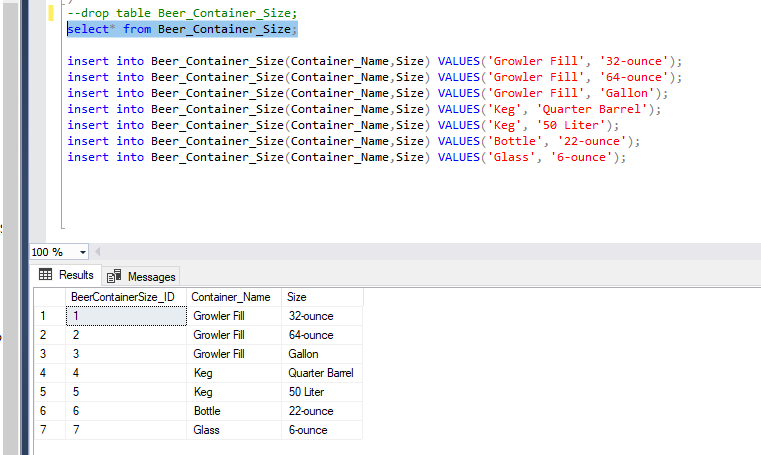 --drop table Beer_Container_Size;
select* from Beer_Container_Size;
insert into Beer_Container_Size(Container_Name,Size) VALUES('Growler Fill', '32-ounce');
insert into Beer_Container_Size(Container_Name,Size) VALUES('Growler Fill', '64-ounce');
insert into Beer_Container_Size(Container_Name,Size) VALUES('Growler Fill', 'Gallon');
insert into Beer_Container_Size(Container_Name,Size) VALUES('Keg', 'Quarter Barrel');
insert into Beer_Container_Size(Container_Name,Size) VALUES('Keg', '50 Liter');
insert into Beer_Container_Size(Container_Name,Size) VALUES('Bottle', '22-ounce');
insert into Beer_Container_Size(Container_Name,Size) VALUES('Glass', '6-ounce');
100 %
Results Messages
BeerContainerSize_ID Container_Name Size
1 1 Growler Fill 32-ounce
2 2 Growler Fill 64-ounce
3 3 Growler Fill Gallon
4 4 Keg Quarter Barrel
5 5 Keg 50 Liter
6 6 Bottle 22-ounce
7 7 Glass 6-ounce